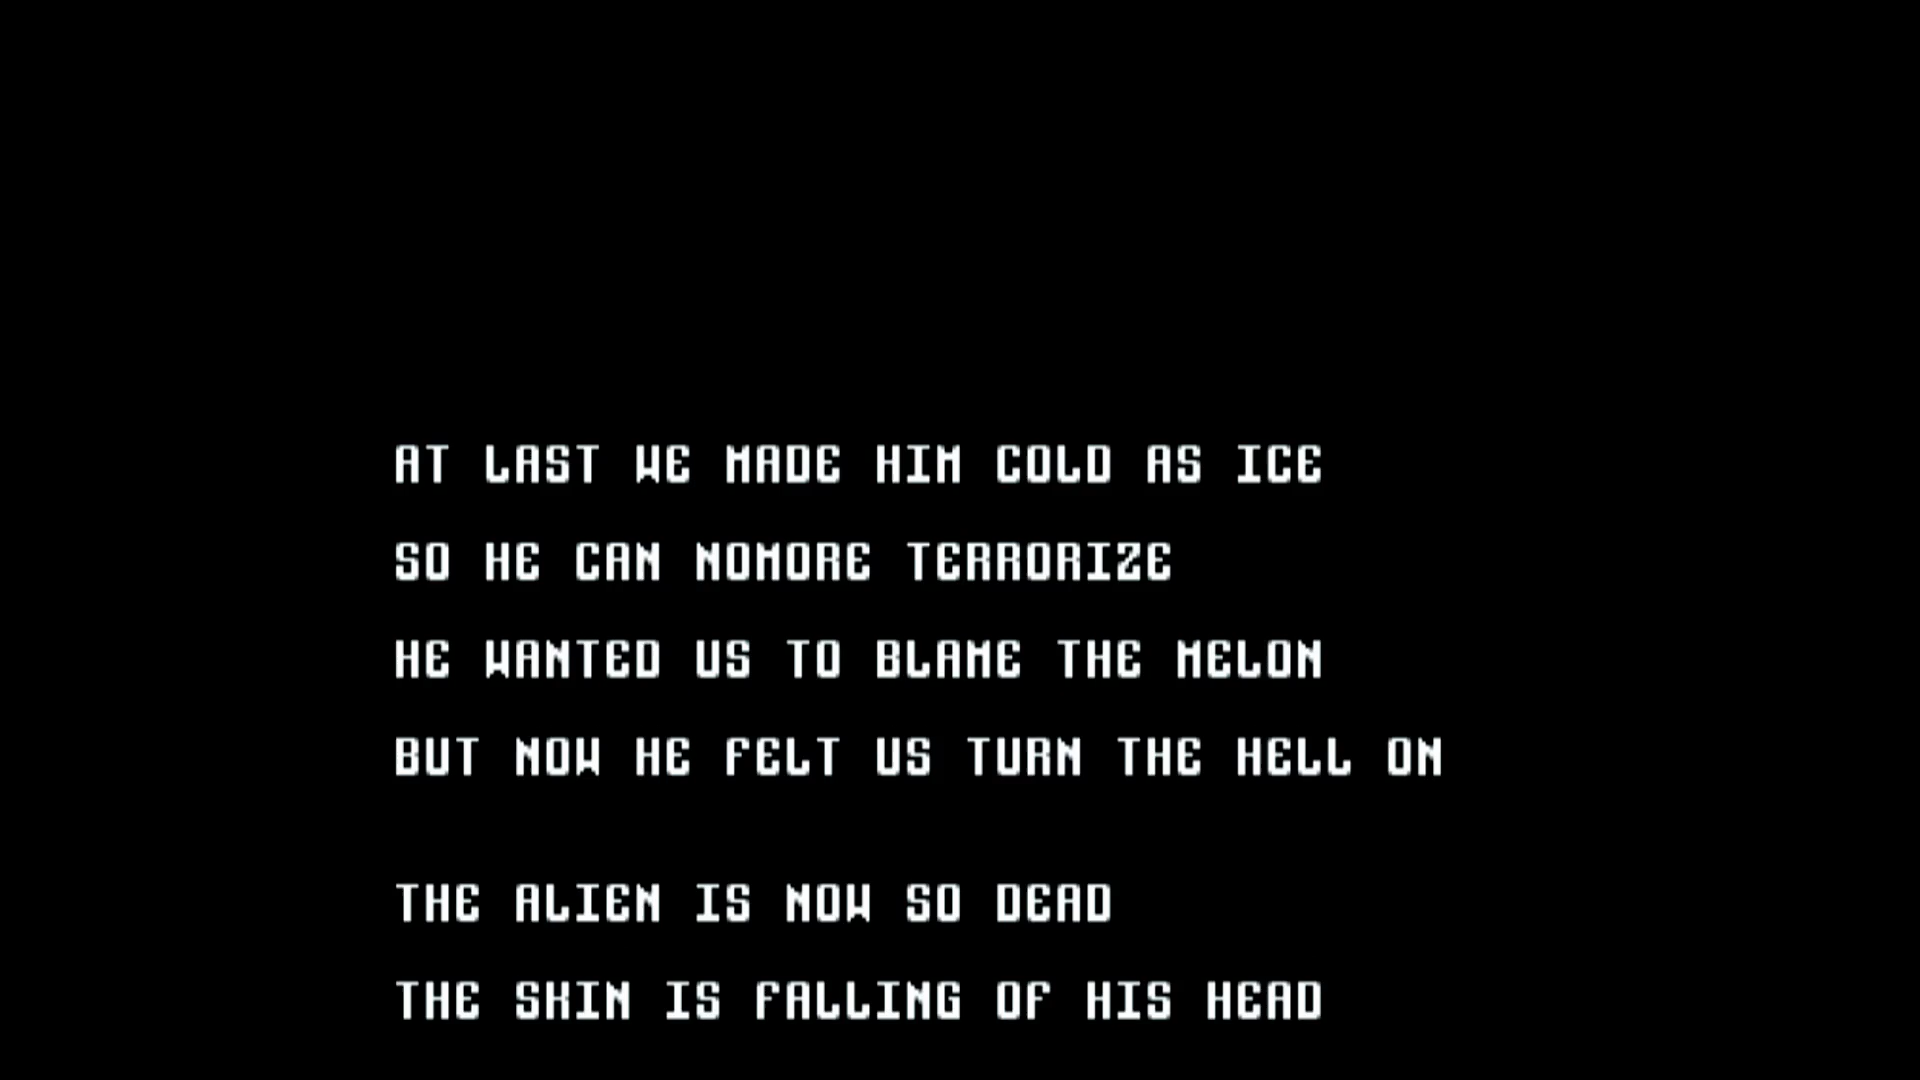 AT LAST WE MADE HIM COLD AS ICE
SO HE CAN NOMORE TERRORIZE
HE WANTED US TO BLAME THE MELON
BUT NOW HE FELT US TURN THE HELL ON
THE ALIEN IS NOW SO DEAD
THE SKIN IS FALLING OF HIS HEAD